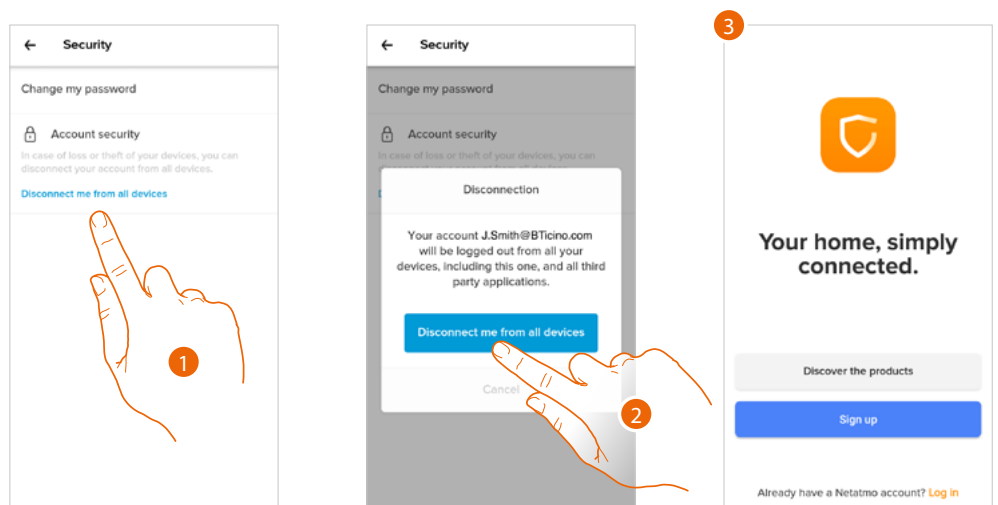 ← Security
Change my password
Account security
In case of loss or theft of your devices, you can
disconnect your account from all devices.
Disconnect me from all devices
1
← Security
Change my password
Account security
In case of loss or theft of your devices, you can
Disconnection
Your account J.Smith@BTicino.com
will be logged out from all your
devices, including this one, and all third
party applications.
Disconnect me from all devices
Cancel
2
3
Your home, simply
connected.
Discover the products
Sign up
Already have a Netatmo account? Log in